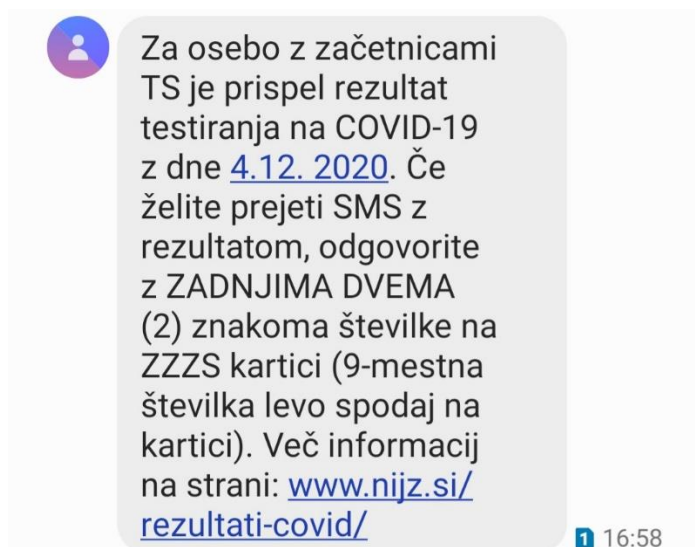 Za osebo z začetnicami
TS je prispel rezultat
testiranja na COVID-19
z dne 4.12. 2020. Če
želite prejeti SMS z
rezultatom, odgovorite
z ZADNJIMA DVEMA
(2) znakoma številke na
ZZZS kartici (9-mestna
številka levo spodaj na
kartici). Več informacij
na strani: www.nijz.si/
rezultati-covid/
1 16:58